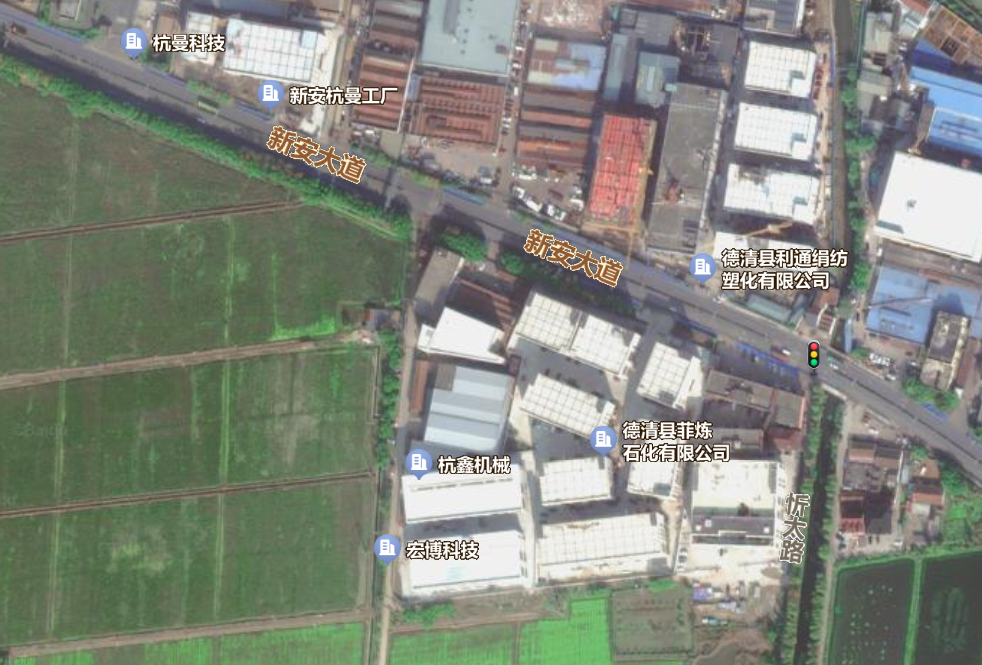 杭曼科技
新安杭曼工厂
新安大道
新安大道
德清县利通绢纺
塑化有限公司
德清县菲炼
石化有限公司
杭鑫机械
忻太路
宏博科技